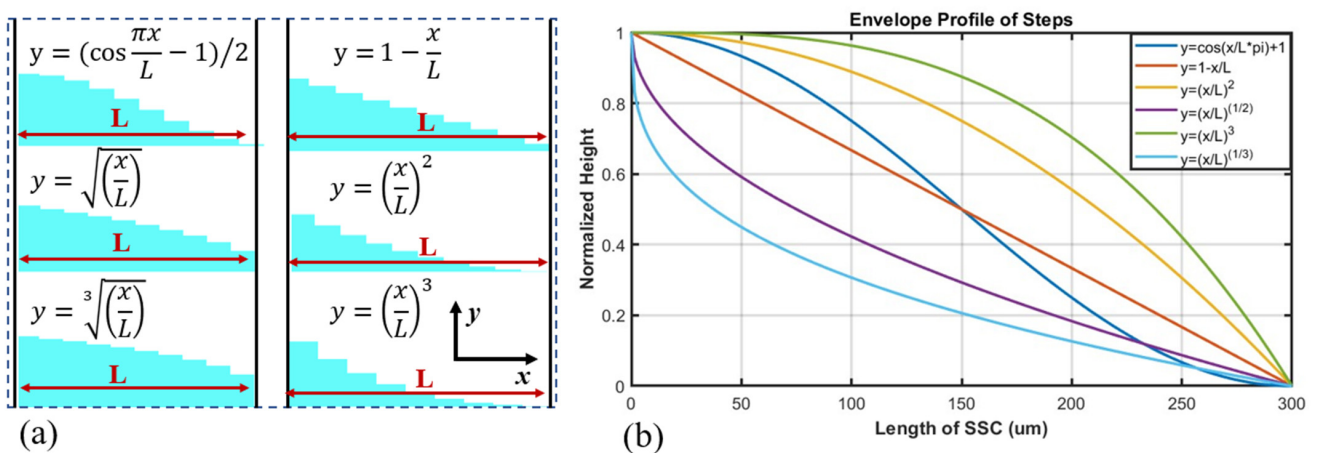 y = (cos πx/L − 1)/2
L
y = √(x/L)
L
y = ∛(x/L)
L
y = 1 − x/L
L
y = (x/L)²
L
y = (x/L)³
y
x
L
(a)
Envelope Profile of Steps
y=cos(x/L*pi)+1
y=1-x/L
y=(x/L)²
y=(x/L)^(1/2)
y=(x/L)³
y=(x/L)^(1/3)
Normalized Height
1
0.8
0.6
0.4
0.2
0
0 50 100 150 200 250 300
Length of SSC (um)
(b)